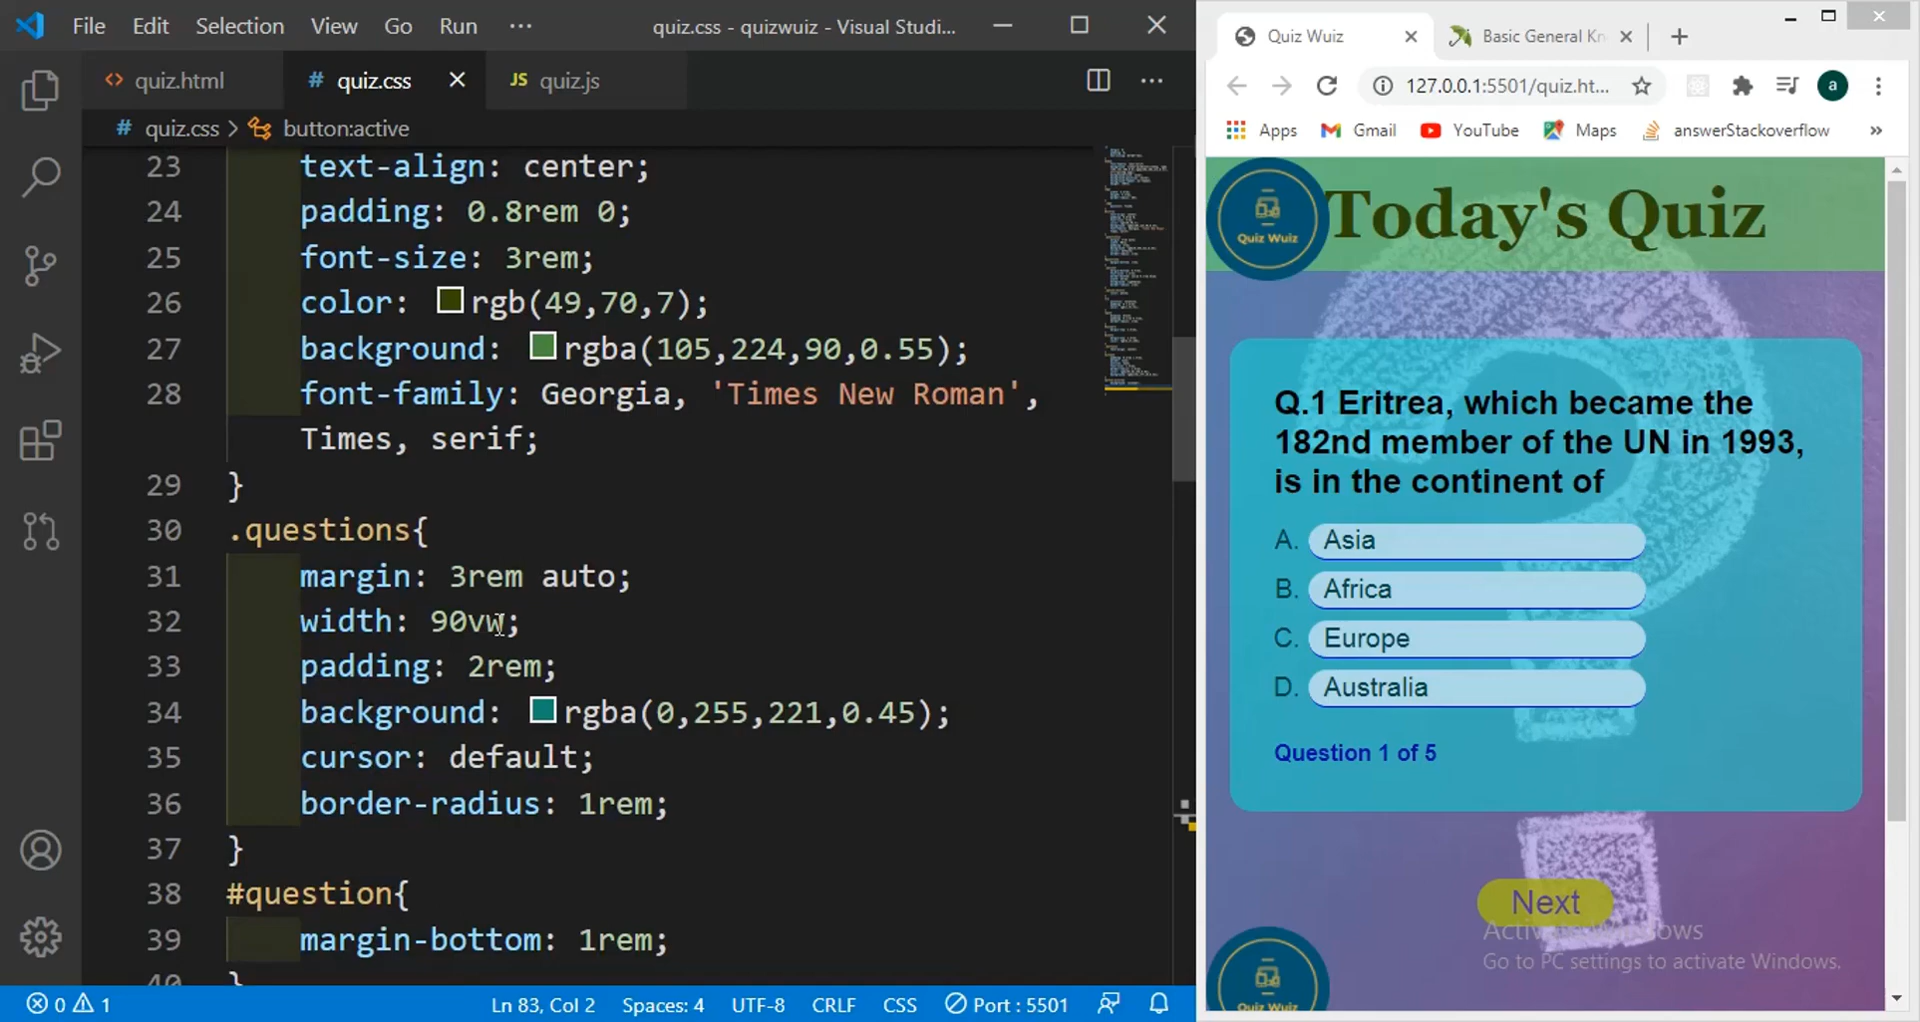 File Edit Selection View Go Run ··· quiz.css - quizwuiz - Visual Studi...
<> quiz.html # quiz.css JS quiz.js ···
# quiz.css > button:active
23 text-align: center;
24 padding: 0.8rem 0;
25 font-size: 3rem;
26 color: rgb(49,70,7);
27 background: rgba(105,224,90,0.55);
28 font-family: Georgia, 'Times New Roman',
Times, serif;
29 }
30 .questions{
31 margin: 3rem auto;
32 width: 90vw;
33 padding: 2rem;
34 background: rgba(0,255,221,0.45);
35 cursor: default;
36 border-radius: 1rem;
37 }
38 #question{
39 margin-bottom: 1rem;
40 }
0 1 Ln 83, Col 2 Spaces: 4 UTF-8 CRLF CSS Port : 5501
Quiz Wuiz Basic General Kn
127.0.0.1:5501/quiz.ht... a
Apps Gmail YouTube Maps answerStackoverflow »
Quiz Wuiz
Today's Quiz
Q.1 Eritrea, which became the
182nd member of the UN in 1993,
is in the continent of
A. Asia
B. Africa
C. Europe
D. Australia
Question 1 of 5
Next
Activate Windows
Go to PC settings to activate Windows.
Quiz Wuiz